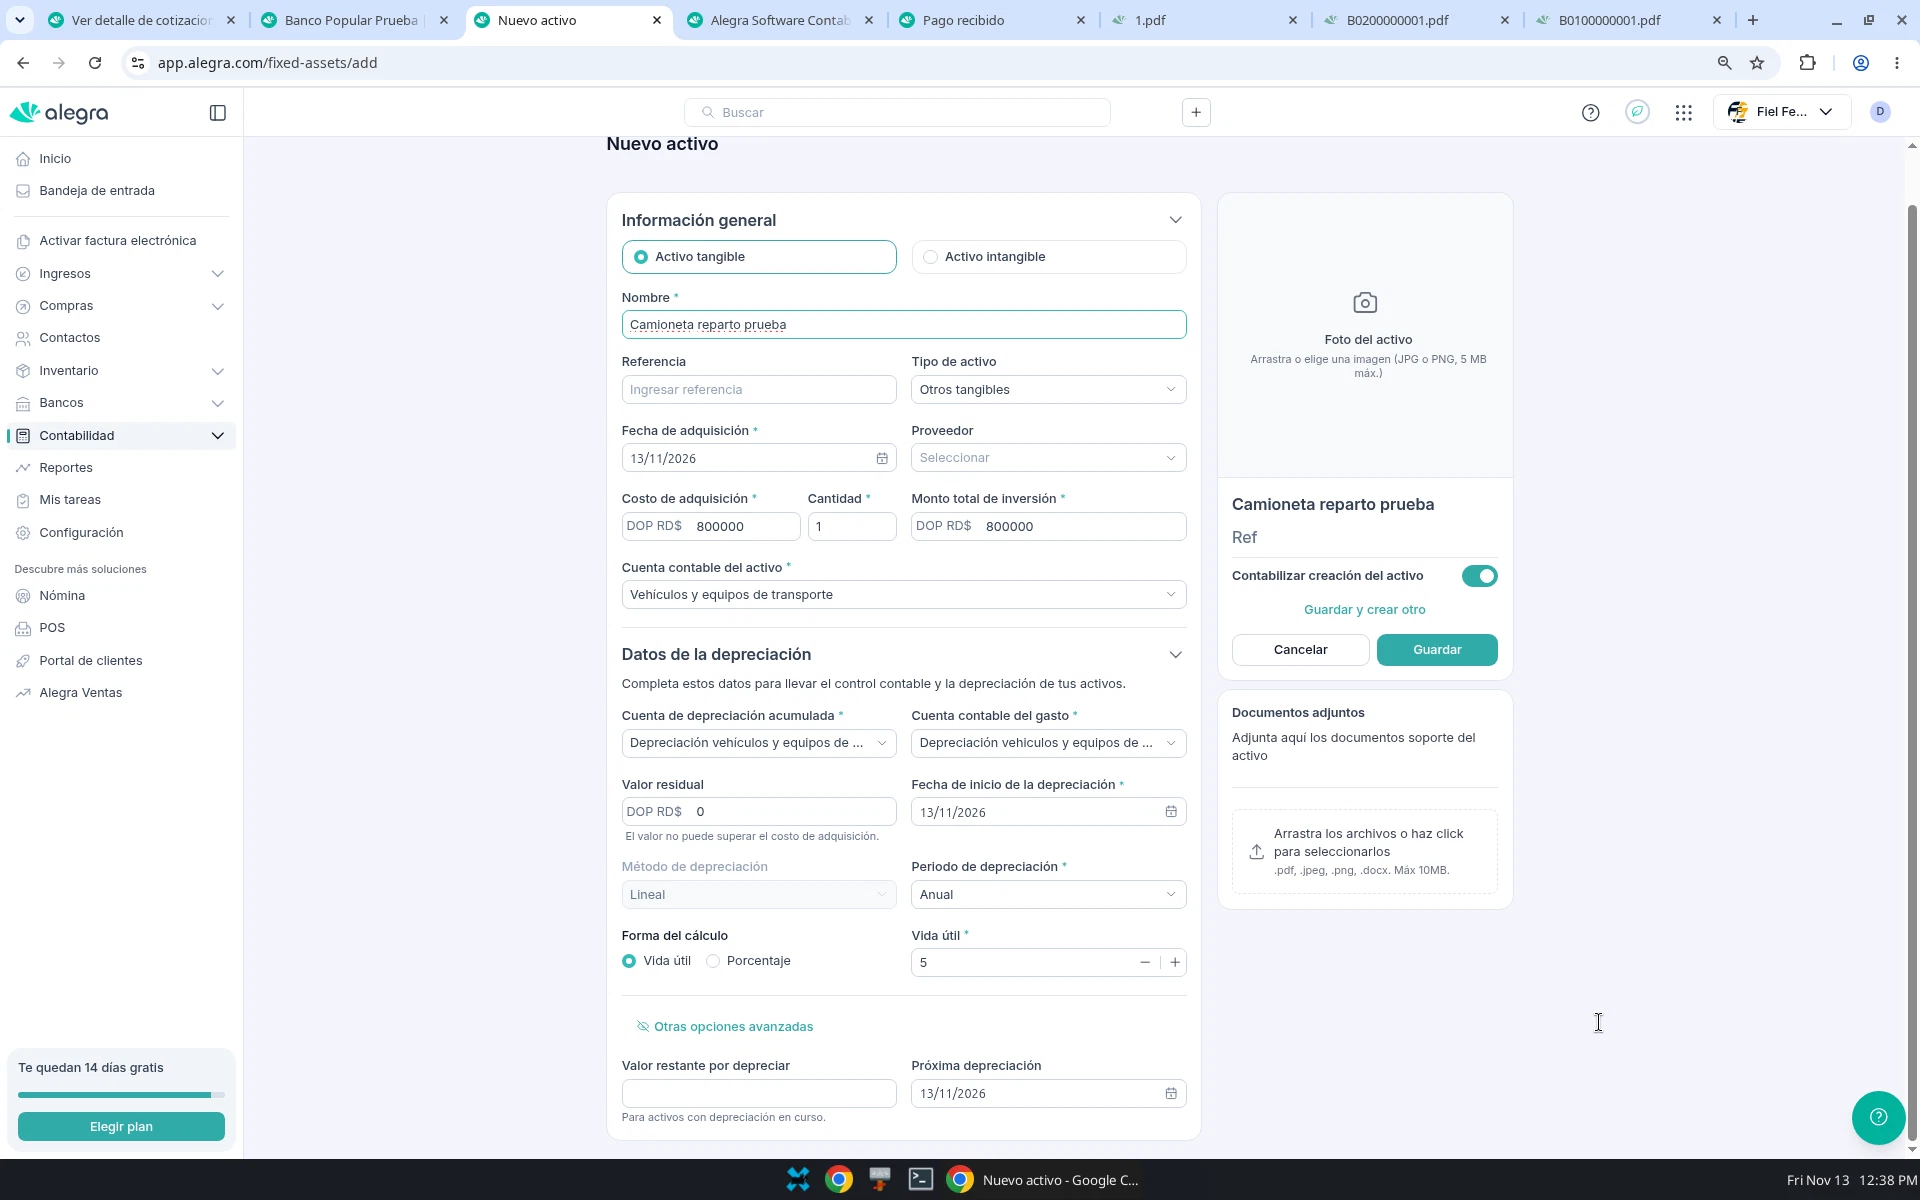 Ver detalle de cotizacior
Banco Popular Prueba
Nuevo activo
Alegra Software Contab
Pago recibido
1.pdf
B0200000001.pdf
B0100000001.pdf
app.alegra.com/fixed-assets/add
alegra
Buscar
Fiel Fe...
D
Inicio
Bandeja de entrada
Activar factura electrónica
Ingresos
Compras
Contactos
Inventario
Bancos
Contabilidad
Reportes
Mis tareas
Configuración
Descubre más soluciones
Nómina
POS
Portal de clientes
Alegra Ventas
Te quedan 14 días gratis
Elegir plan
Nuevo activo
Información general
Activo tangible
Activo intangible
Nombre *
Camioneta reparto prueba
Referencia
Tipo de activo
Ingresar referencia
Otros tangibles
Fecha de adquisición *
Proveedor
13/11/2026
Seleccionar
Costo de adquisición *
Cantidad *
Monto total de inversión *
DOP RD$ 800000
1
DOP RD$ 800000
Cuenta contable del activo *
Vehículos y equipos de transporte
Datos de la depreciación
Completa estos datos para llevar el control contable y la depreciación de tus activos.
Cuenta de depreciación acumulada *
Cuenta contable del gasto *
Depreciación vehículos y equipos de ...
Depreciación vehiculos y equipos de ...
Valor residual
Fecha de inicio de la depreciación *
DOP RD$ 0
13/11/2026
El valor no puede superar el costo de adquisición.
Método de depreciación
Periodo de depreciación *
Lineal
Anual
Forma del cálculo
Vida útil *
Vida útil
Porcentaje
5
Otras opciones avanzadas
Valor restante por depreciar
Próxima depreciación
13/11/2026
Para activos con depreciación en curso.
Foto del activo
Arrastra o elige una imagen (JPG o PNG, 5 MB
máx.)
Camioneta reparto prueba
Ref
Contabilizar creación del activo
Guardar y crear otro
Cancelar
Guardar
Documentos adjuntos
Adjunta aquí los documentos soporte del
activo
Arrastra los archivos o haz click
para seleccionarlos
.pdf, .jpeg, .png, .docx. Máx 10MB.
Nuevo activo - Google C...
Fri Nov 13 12:38 PM